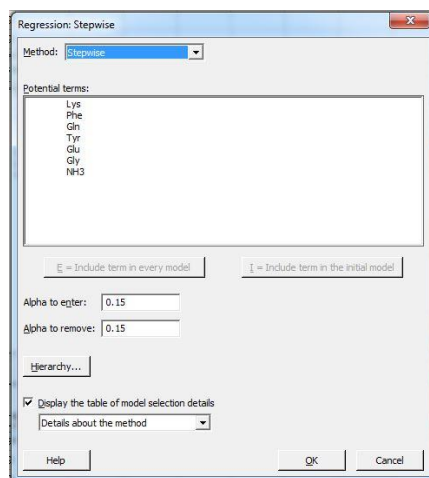 Regression: Stepwise
Method: Stepwise
Potential terms:
Lys
Phe
Gln
Tyr
Glu
Gly
NH3
E = Include term in every model I = Include term in the initial model
Alpha to enter: 0.15
Alpha to remove: 0.15
Hierarchy...
Display the table of model selection details
Details about the method
Help OK Cancel